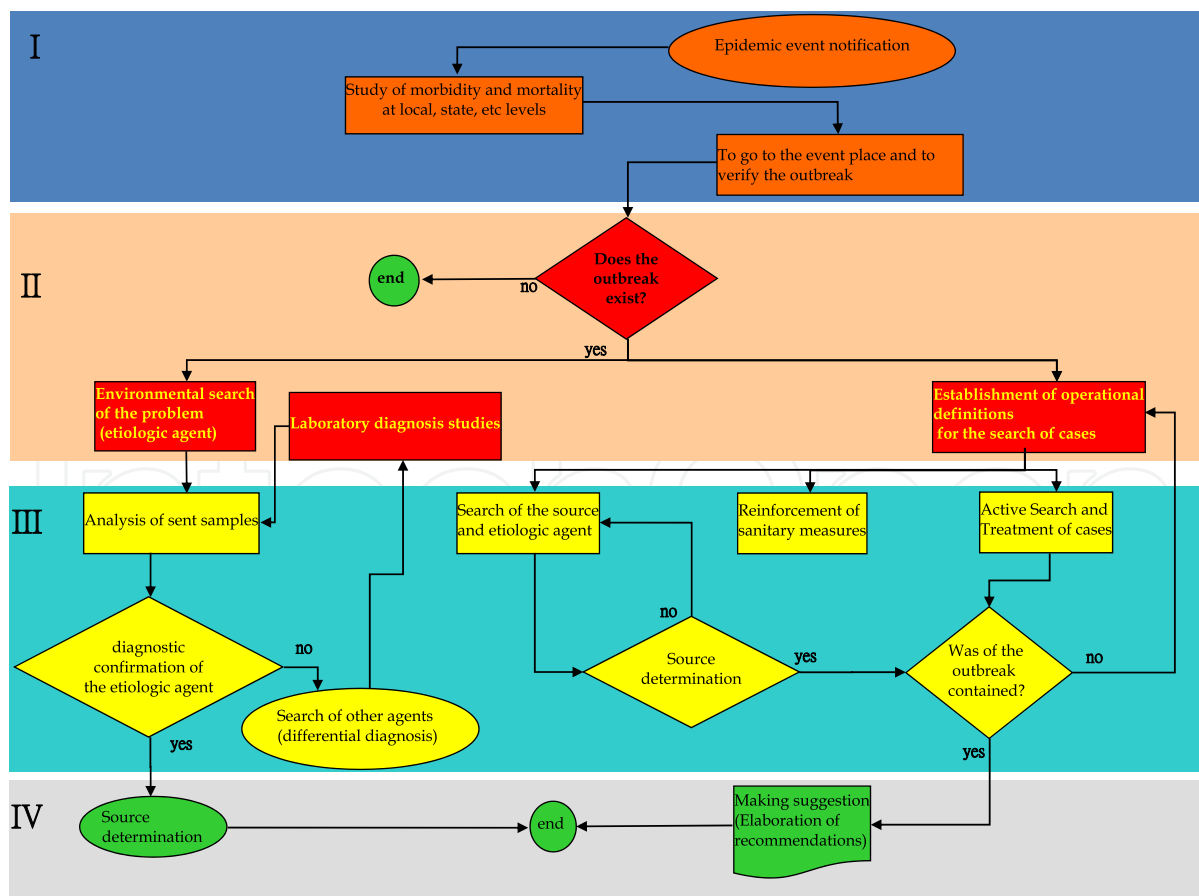 I
Epidemic event notification
Study of morbidity and mortality
at local, state, etc levels
To go to the event place and to
verify the outbreak
II
Does the
outbreak
exist?
end
no
yes
Environmental search
of the problem
(etiologic agent)
Laboratory diagnosis studies
Establishment of operational
definitions
for the search of cases
III
Analysis of sent samples
Search of the source
and etiologic agent
Reinforcement of
sanitary measures
Active Search and
Treatment of cases
diagnostic
confirmation of
the etiologic agent
no
Search of other agents
(differential diagnosis)
yes
no
Source
determination
yes
Was of the
outbreak
contained?
no
yes
IV
Source
determination
end
Making suggestion
(Elaboration of
recommendations)